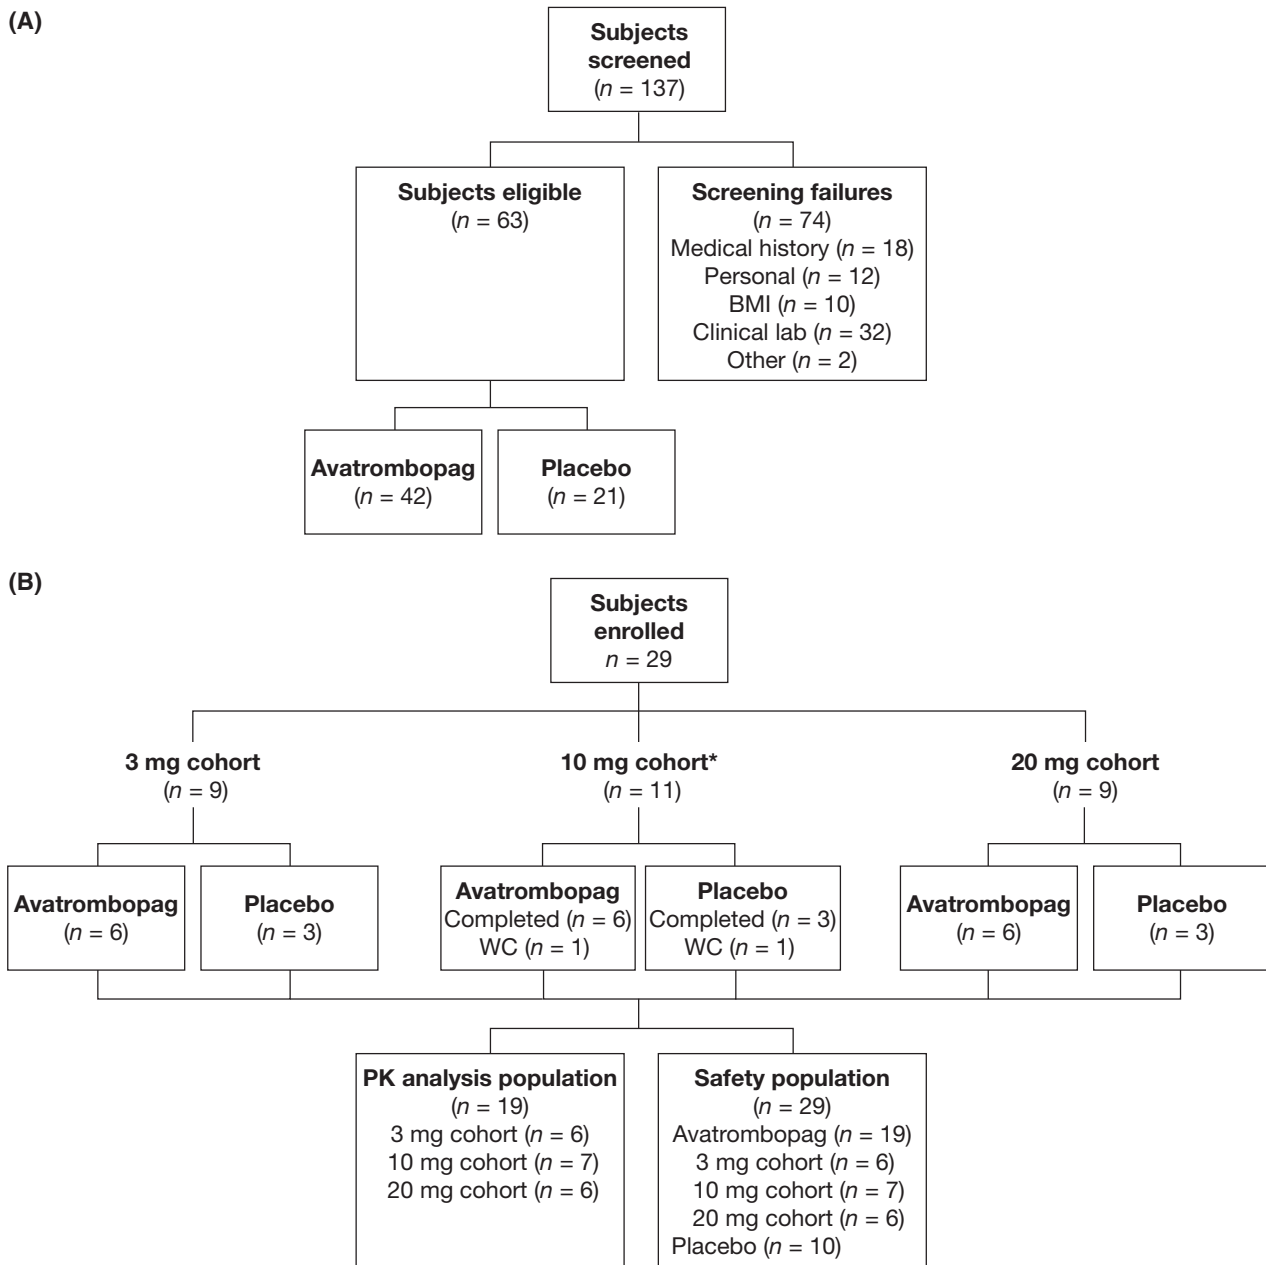 (A)
Subjects
screened
(n = 137)
Subjects eligible
(n = 63)
Screening failures
(n = 74)
Medical history (n = 18)
Personal (n = 12)
BMI (n = 10)
Clinical lab (n = 32)
Other (n = 2)
Avatrombopag
(n = 42)
Placebo
(n = 21)
(B)
Subjects
enrolled
n = 29
3 mg cohort
(n = 9)
10 mg cohort*
(n = 11)
20 mg cohort
(n = 9)
Avatrombopag
(n = 6)
Placebo
(n = 3)
Avatrombopag
Completed (n = 6)
WC (n = 1)
Placebo
Completed (n = 3)
WC (n = 1)
Avatrombopag
(n = 6)
Placebo
(n = 3)
PK analysis population
(n = 19)
3 mg cohort (n = 6)
10 mg cohort (n = 7)
20 mg cohort (n = 6)
Safety population
(n = 29)
Avatrombopag (n = 19)
3 mg cohort (n = 6)
10 mg cohort (n = 7)
20 mg cohort (n = 6)
Placebo (n = 10)